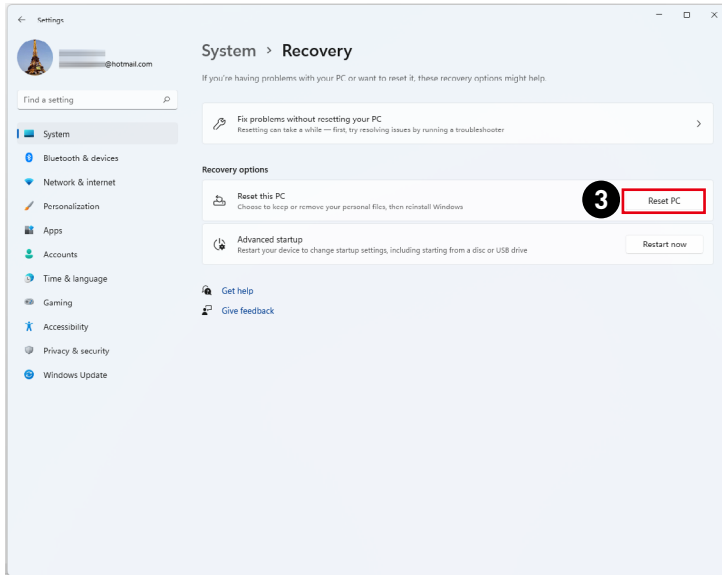 Settings
@hotmail.com
Find a setting
System
Bluetooth & devices
Network & internet
Personalization
Apps
Accounts
Time & language
Gaming
Accessibility
Privacy & security
Windows Update
System > Recovery
If you're having problems with your PC or want to reset it, these recovery options might help.
Fix problems without resetting your PC
Resetting can take a while — first, try resolving issues by running a troubleshooter
Recovery options
Reset this PC
Choose to keep or remove your personal files, then reinstall Windows
3
Reset PC
Advanced startup
Restart your device to change startup settings, including starting from a disc or USB drive
Restart now
Get help
Give feedback